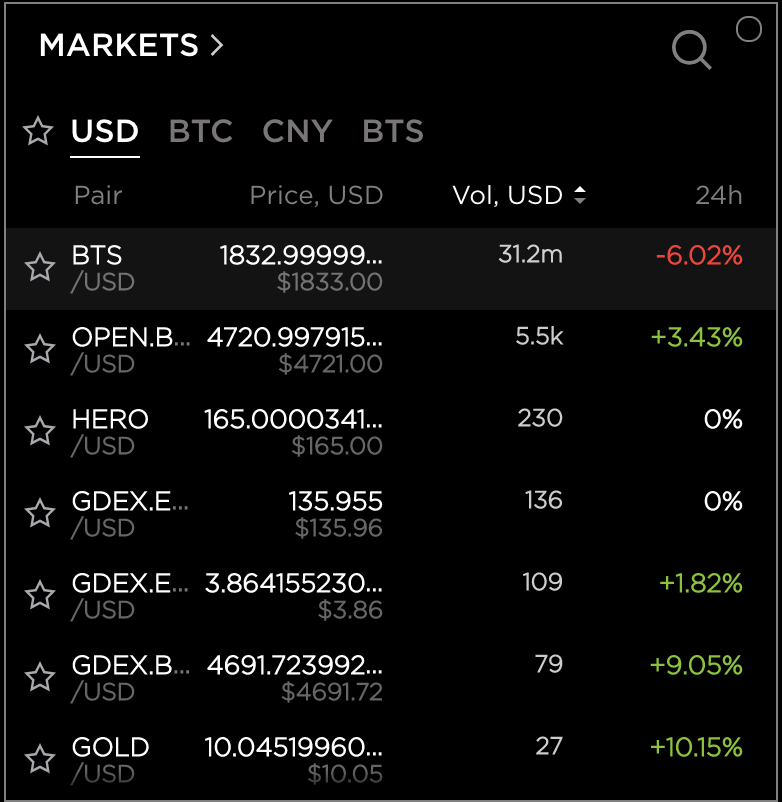 MARKETS >
USD BTC CNY BTS
Pair Price, USD Vol, USD 24h
BTS 1832.99999... 31.2m -6.02%
/USD $1833.00
OPEN.B... 4720.997915... 5.5k +3.43%
/USD $4721.00
HERO 165.0000341... 230 0%
/USD $165.00
GDEX.E... 135.955 136 0%
/USD $135.96
GDEX.E... 3.864155230... 109 +1.82%
/USD $3.86
GDEX.B... 4691.723992... 79 +9.05%
/USD $4691.72
GOLD 10.04519960... 27 +10.15%
/USD $10.05